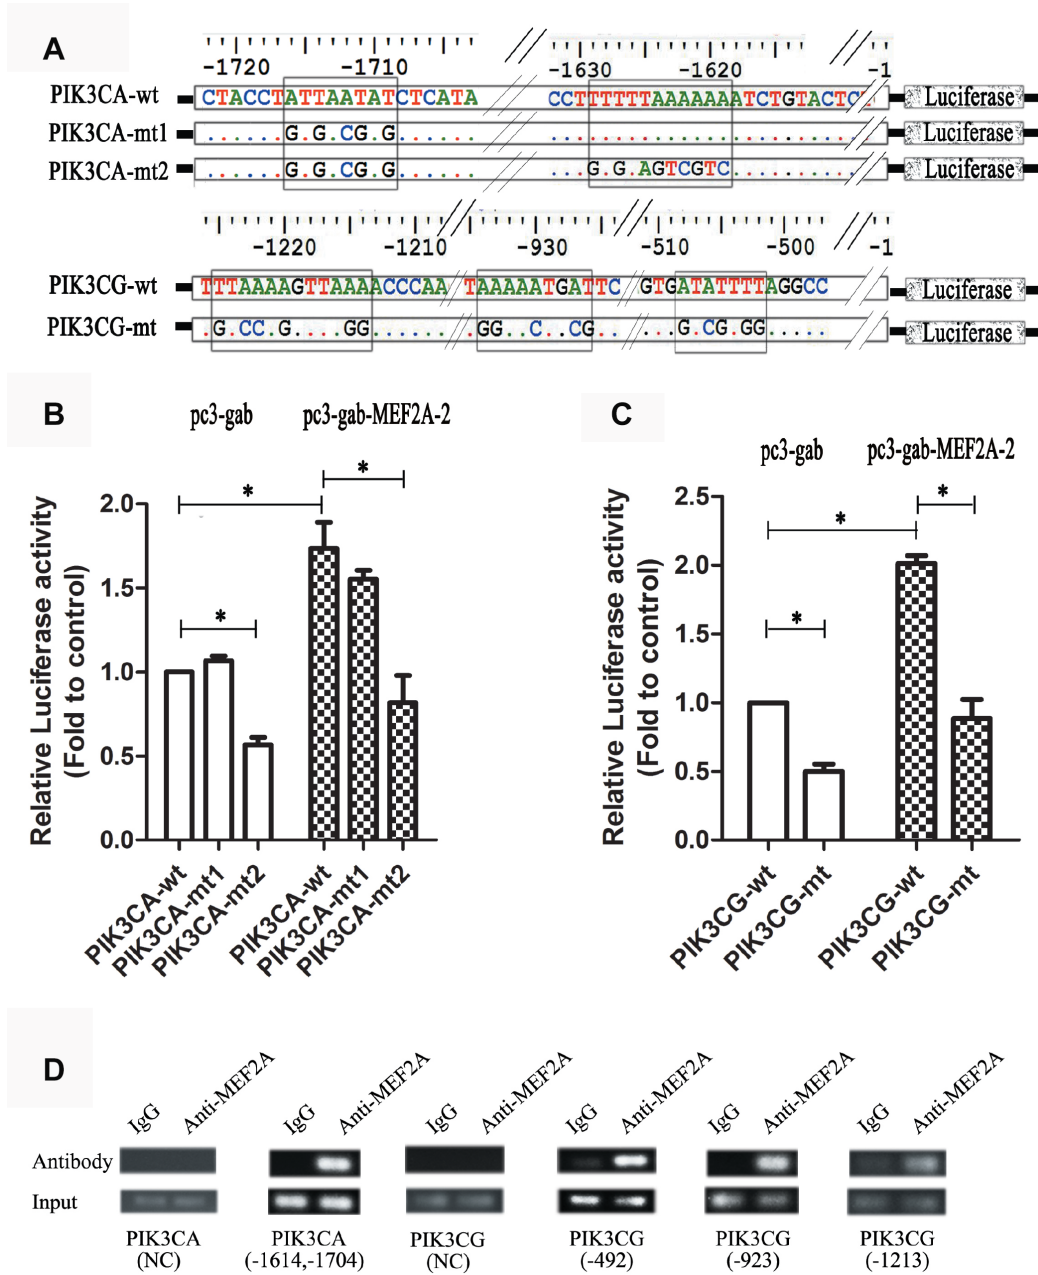 A
-1720 -1710 -1630 -1620 -1
PIK3CA-wt CTACCTATTAATATCTCATA CCTTTTTTAAAAAAATCTGTACTC Luciferase
PIK3CA-mt1 ......G.G.CG.G...... Luciferase
PIK3CA-mt2 ......G.G.CG.G...... ...G.G.AGTCGTC.......... Luciferase
-1220 -1210 -930 -510 -500 -1
PIK3CG-wt TTTAAAAGTTAAAACCCCAA TAAAAATGATTC GTGATATTTTAGGCC Luciferase
PIK3CG-mt .G.CC.G....GG...... GG..C..CG.. ...G.CG.GG..... Luciferase
B
pc3-gab pc3-gab-MEF2A-2
* * *
Relative Luciferase activity
(Fold to control)
2.0
1.5
1.0
0.5
0.0
PIK3CA-wt
PIK3CA-mt1
PIK3CA-mt2
PIK3CA-wt
PIK3CA-mt1
PIK3CA-mt2
C
pc3-gab pc3-gab-MEF2A-2
* * *
Relative Luciferase activity
(Fold to control)
2.5
2.0
1.5
1.0
0.5
0.0
PIK3CG-wt
PIK3CG-mt
PIK3CG-wt
PIK3CG-mt
D
IgG Anti-MEF2A IgG Anti-MEF2A IgG Anti-MEF2A IgG Anti-MEF2A IgG Anti-MEF2A IgG Anti-MEF2A
Antibody
Input
PIK3CA PIK3CA PIK3CG PIK3CG PIK3CG PIK3CG
(NC) (-1614,-1704) (NC) (-492) (-923) (-1213)